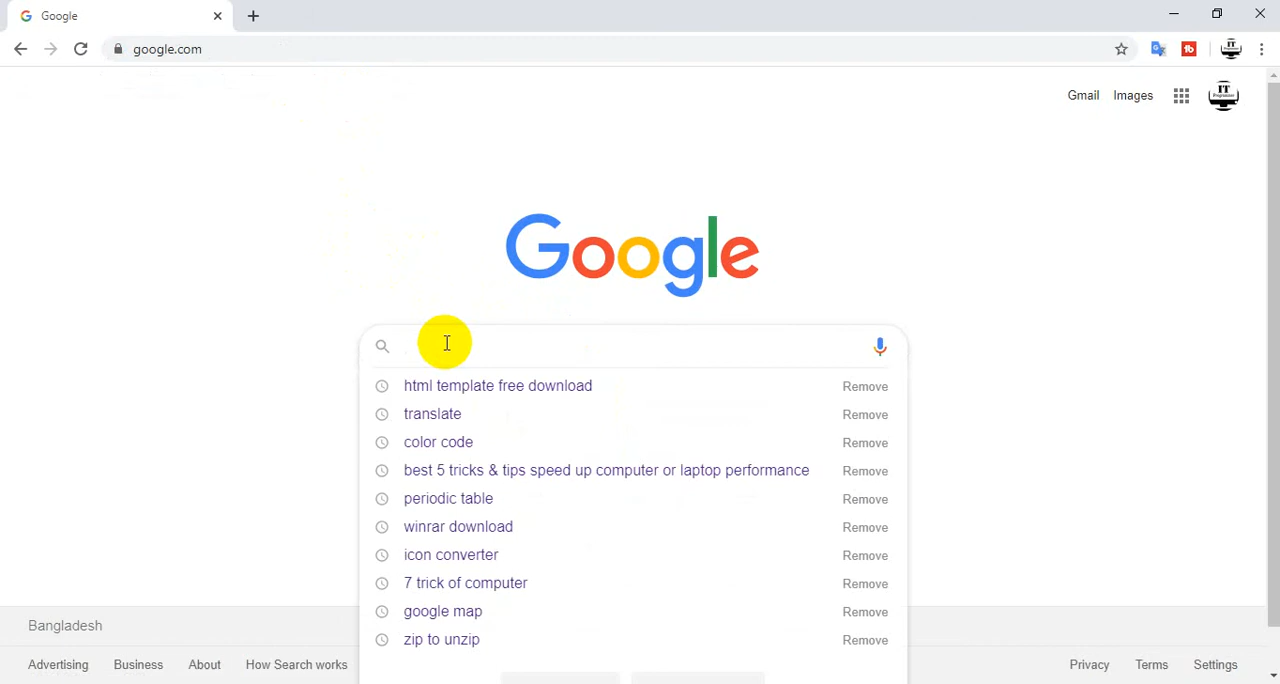 Google
google.com
Gmail Images
Google
html template free download Remove
translate Remove
color code Remove
best 5 tricks & tips speed up computer or laptop performance Remove
periodic table Remove
winrar download Remove
icon converter Remove
7 trick of computer Remove
google map Remove
zip to unzip Remove
Bangladesh
Advertising Business About How Search works Privacy Terms Settings